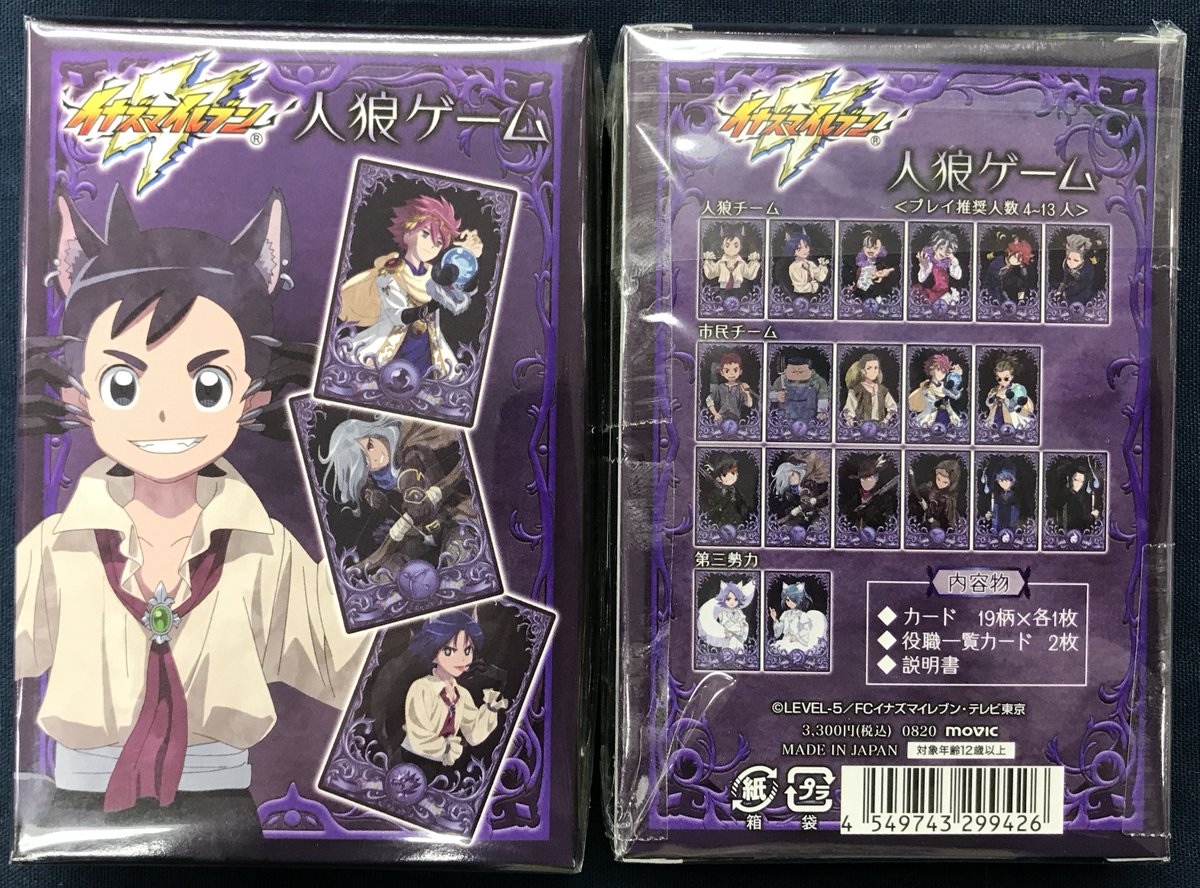 イナズマイレブン®
人狼ゲーム
イナズマイレブン®
人狼ゲーム
＜プレイ推奨人数 4~13 人＞
人狼チーム
市民チーム
第三勢力
内容物
◆ カード 19柄×各1枚
◆ 役職一覧カード 2枚
◆ 説明書
©LEVEL-5／FCイナズマイレブン・テレビ東京
3,300円(税込) 0820 movic
MADE IN JAPAN 対象年齢12歳以上
紙 プラ
箱 袋
4 549743 299426